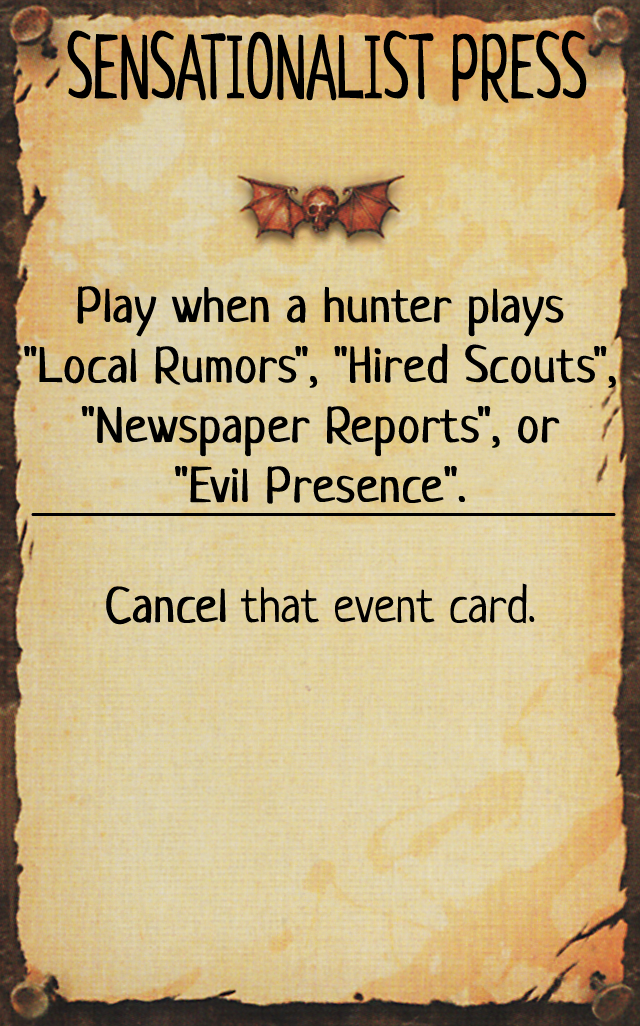 SENSATIONALIST PRESS
Play when a hunter plays
"Local Rumors", "Hired Scouts",
"Newspaper Reports", or
"Evil Presence".
Cancel that event card.